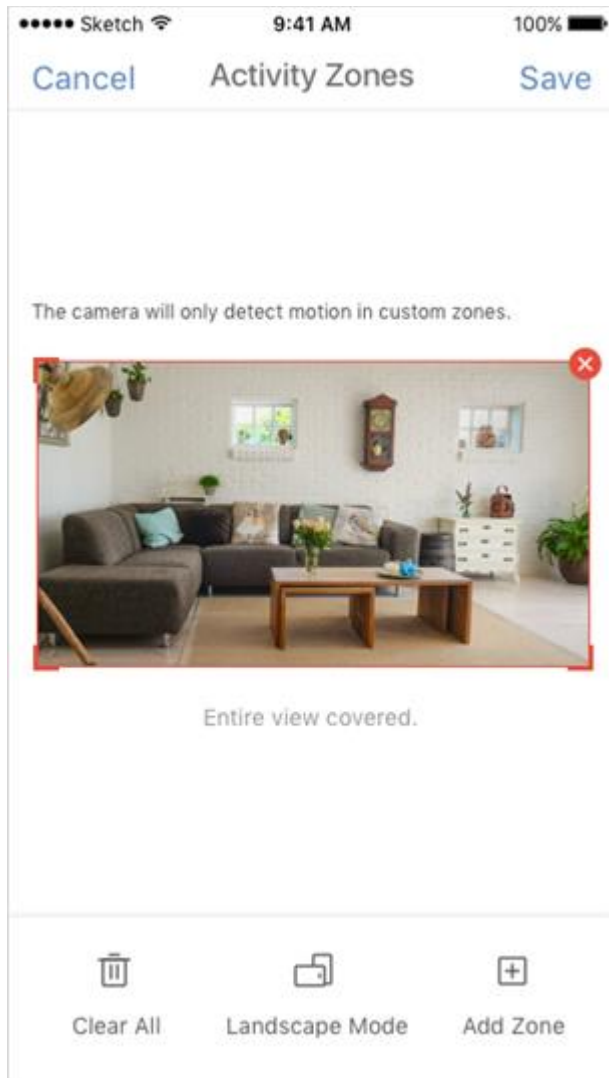 Sketch 9:41 AM 100%
Cancel Activity Zones Save
The camera will only detect motion in custom zones.
Entire view covered.
Clear All Landscape Mode Add Zone